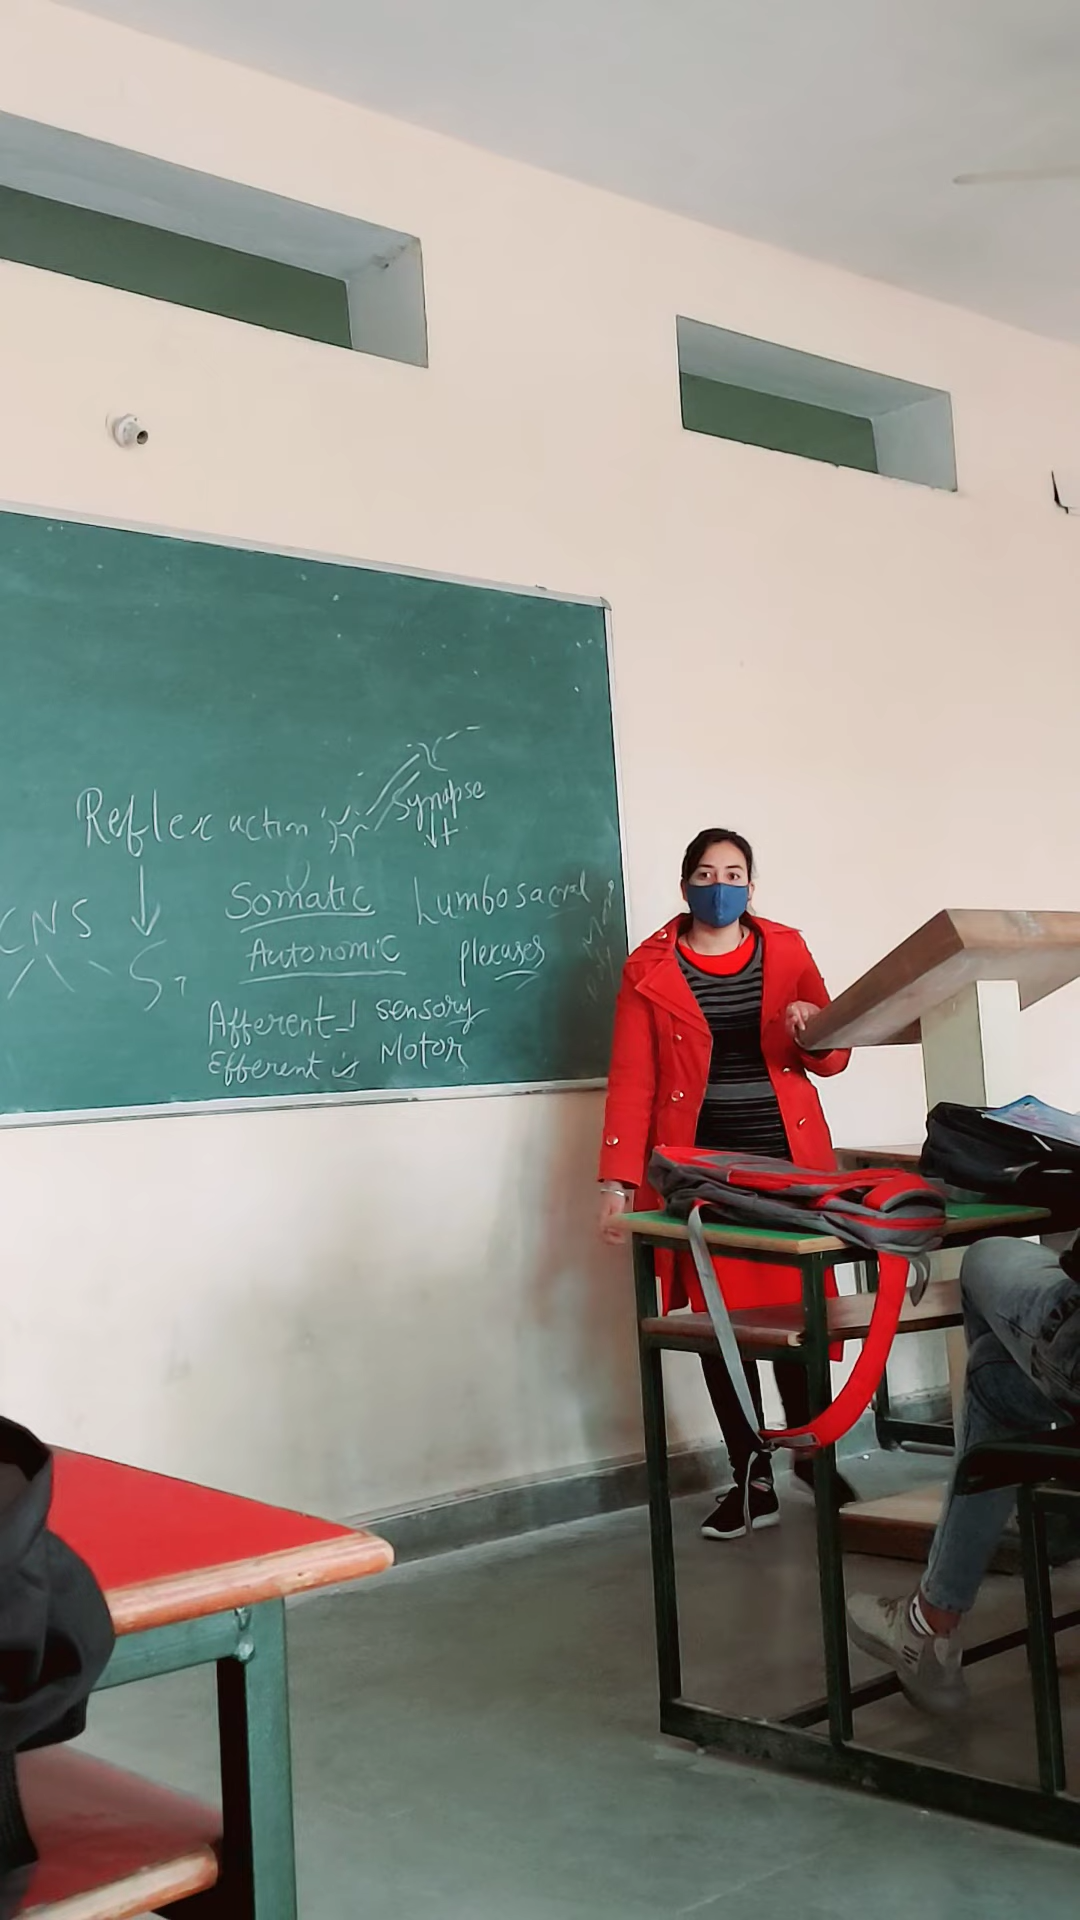 Reflex action
Synapse
CNS
Somatic
Autonomic
Lumbosacral
plexuses
Afferent sensory
Efferent is Motor